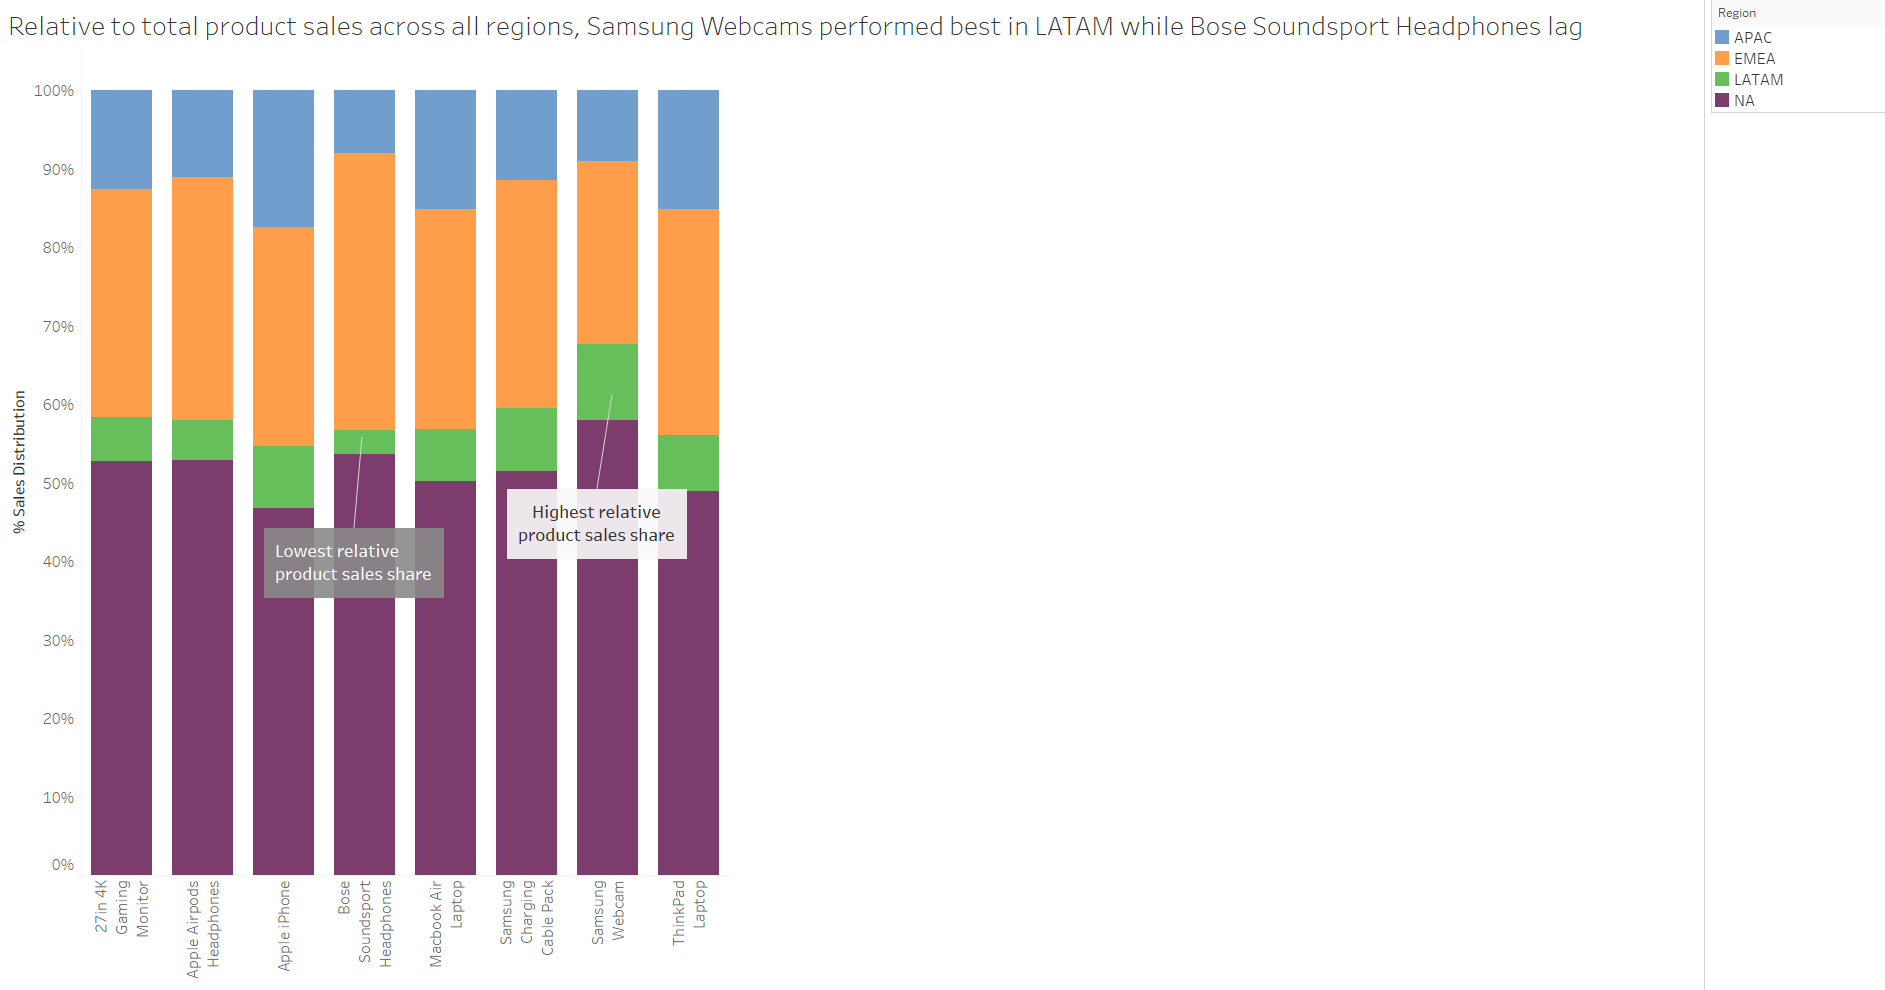 Relative to total product sales across all regions, Samsung Webcams performed best in LATAM while Bose Soundsport Headphones lag
Region
APAC
EMEA
LATAM
NA
% Sales Distribution
100%
90%
80%
70%
60%
50%
40%
30%
20%
10%
0%
Lowest relative
product sales share
Highest relative
product sales share
27in 4K
Gaming
Monitor
Apple Airpods
Headphones
Apple iPhone
Bose
Soundsport
Headphones
Macbook Air
Laptop
Samsung
Charging
Cable Pack
Samsung
Webcam
ThinkPad
Laptop